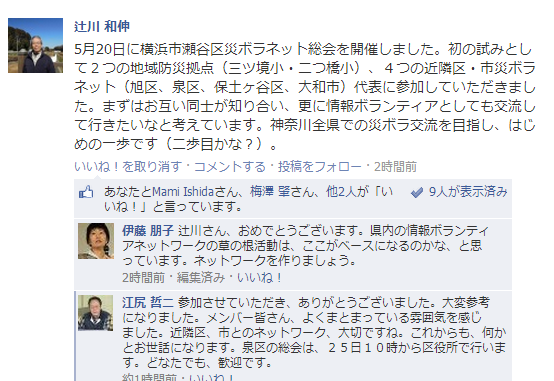 辻川 和伸
5月20日に横浜市瀬谷区災ボラネット総会を開催しました。初の試みとし
て２つの地域防災拠点（三ツ境小・二つ橋小）、４つの近隣区・市災ボラ
ネット（旭区、泉区、保土ヶ谷区、大和市）代表に参加していただきまし
た。まずはお互い同士が知り合い、更に情報ボランティアとしても交流し
て行きたいなと考えています。神奈川全県での災ボラ交流を目指し、はじ
めの一歩です（二歩目かな？）。
いいね！を取り消す・コメントする・投稿をフォロー・2時間前
あなたとMami Ishidaさん、梅澤 肇さん、他2人が「い
いね！」と言っています。
9人が表示済み
伊藤 朋子 辻川さん、おめでとうございます。県内の情報ボランティ
アネットワークの草の根活動は、ここがベースになるのかな、と思
っています。ネットワークを作りましょう。
2時間前・編集済み・いいね！
江尻 哲二 参加させていただき、ありがとうございました。大変参考
になりました。メンバー皆さん、よくまとまっている雰囲気を感じ
ました。近隣区、市とのネットワーク、大切ですね。これからも、何か
とお世話になります。泉区の総会は、２５日１０時から区役所で行いま
す。どなたでも、歓迎です。
約1時間前・いいね！